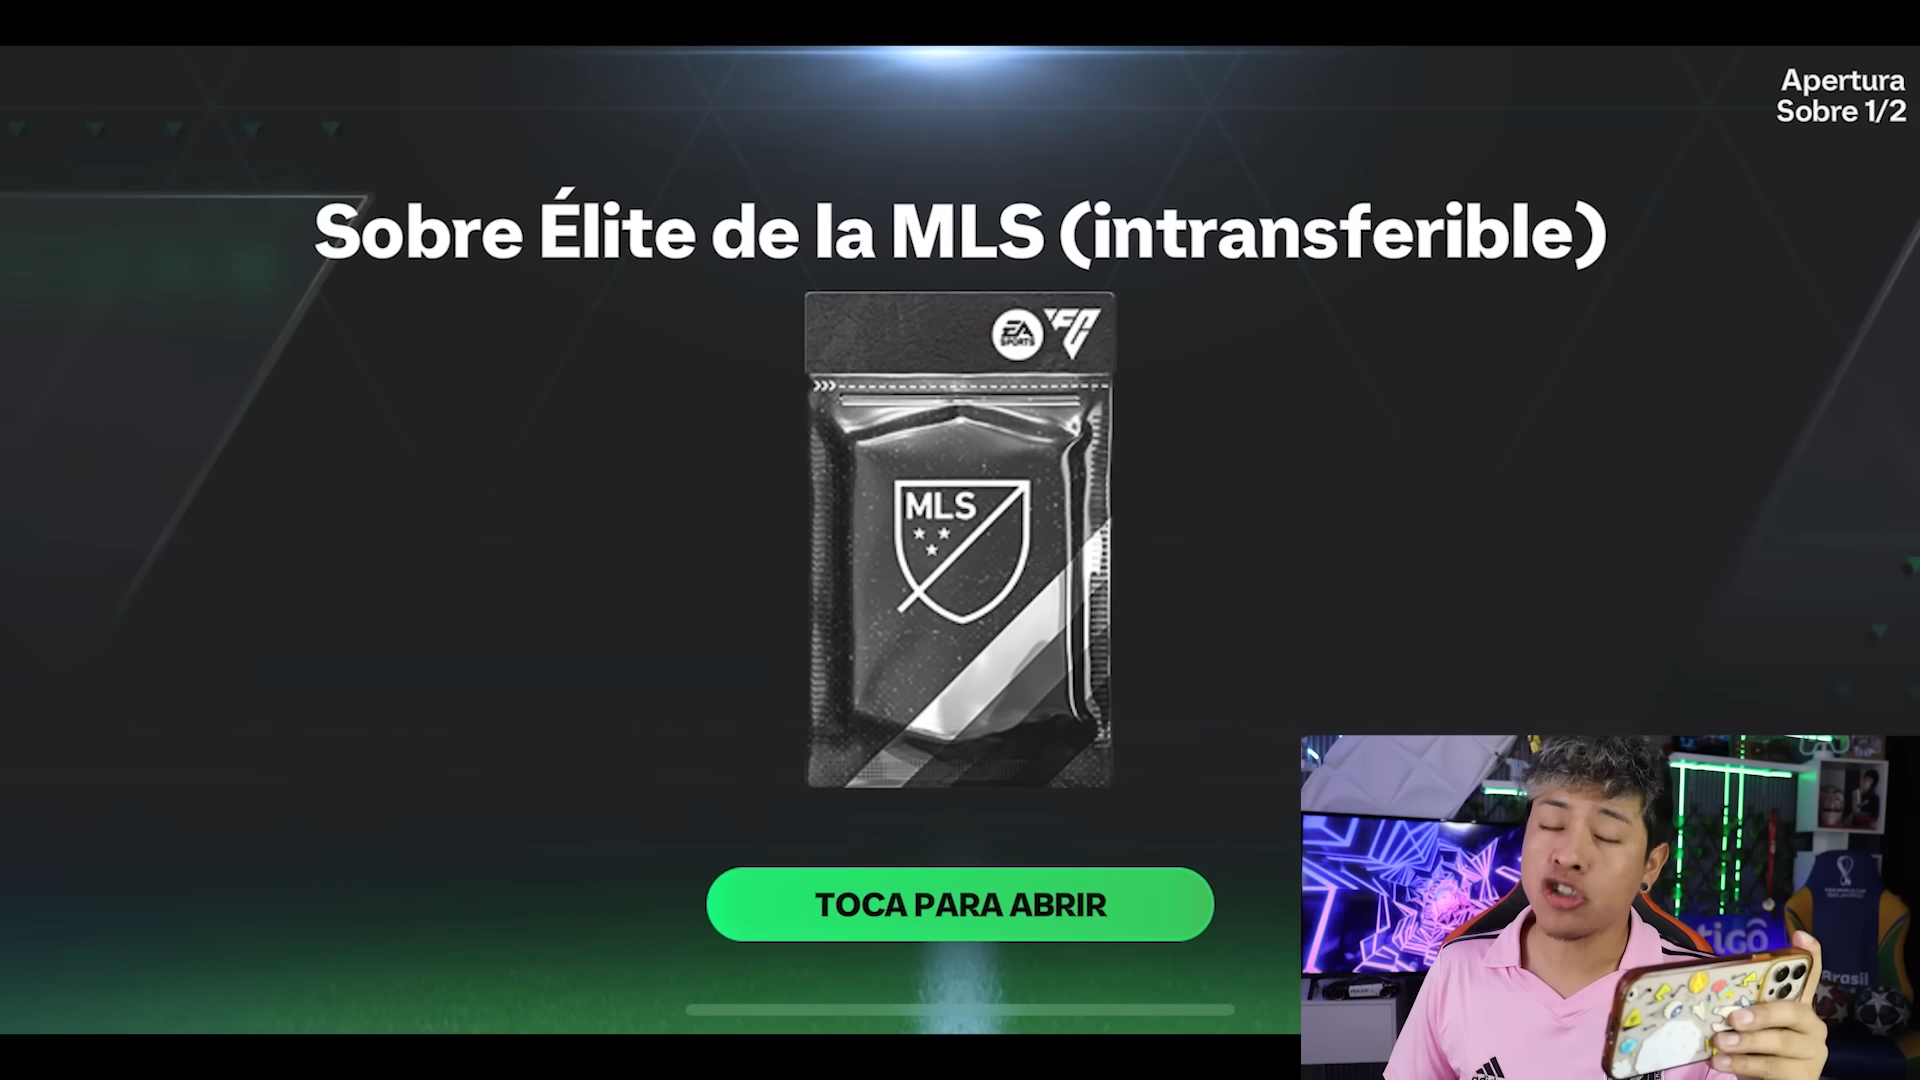 Apertura
Sobre 1/2
Sobre Élite de la MLS (intransferible)
EA
SPORTS
FC
MLS
TOCA PARA ABRIR
tigo
Brasil
adidas